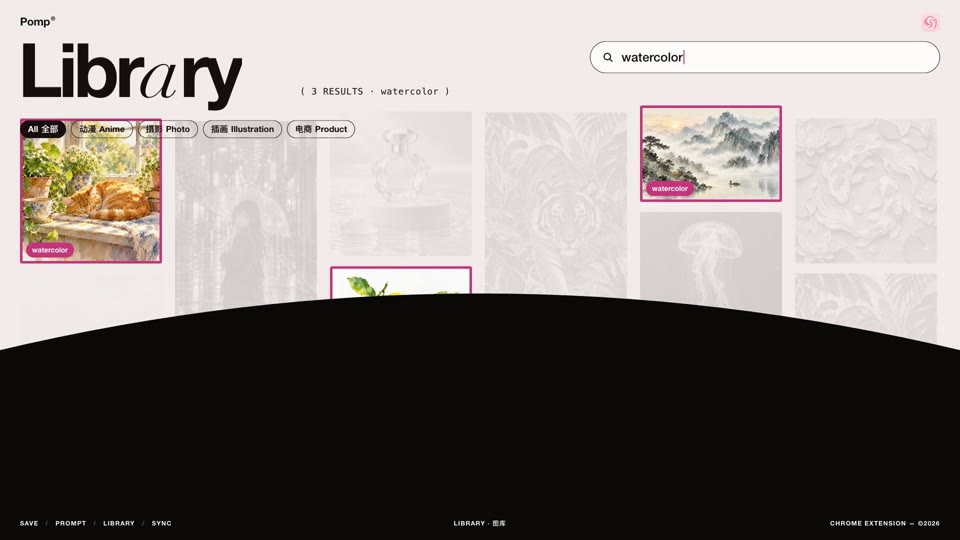 Pomp®
Library
watercolor
( 3 RESULTS · watercolor )
All 全部
动漫 Anime
摄影 Photo
插画 Illustration
电商 Product
watercolor
watercolor
SAVE / PROMPT / LIBRARY / SYNC
LIBRARY · 图库
CHROME EXTENSION — ©2026